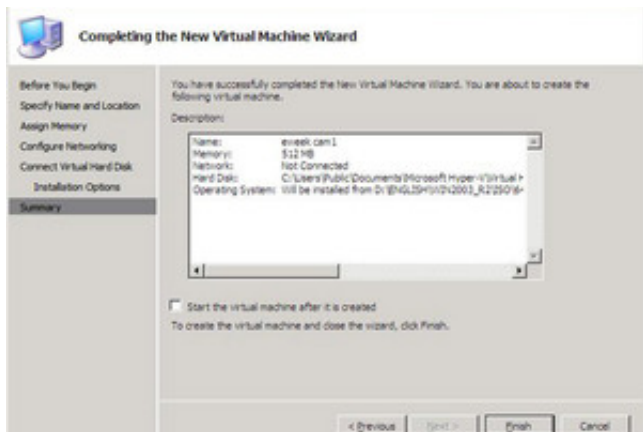 Completing the New Virtual Machine Wizard
Before You Begin
Specify Name and Location
Assign Memory
Configure Networking
Connect Virtual Hard Disk
Installation Options
Summary
You have successfully completed the New Virtual Machine Wizard. You are about to create the
following virtual machine.
Description:
Name: eweek cam1
Memory: 512 MB
Network: Not Connected
Hard Disk: C:\Users\Public\Documents\Microsoft Hyper-V\Virtual H
Operating System: Will be installed from D:\ENGLISH\WIN2003_R2\ISO\64
Start the virtual machine after it is created
To create the virtual machine and close the wizard, click Finish.
< Previous
Next >
Finish
Cancel